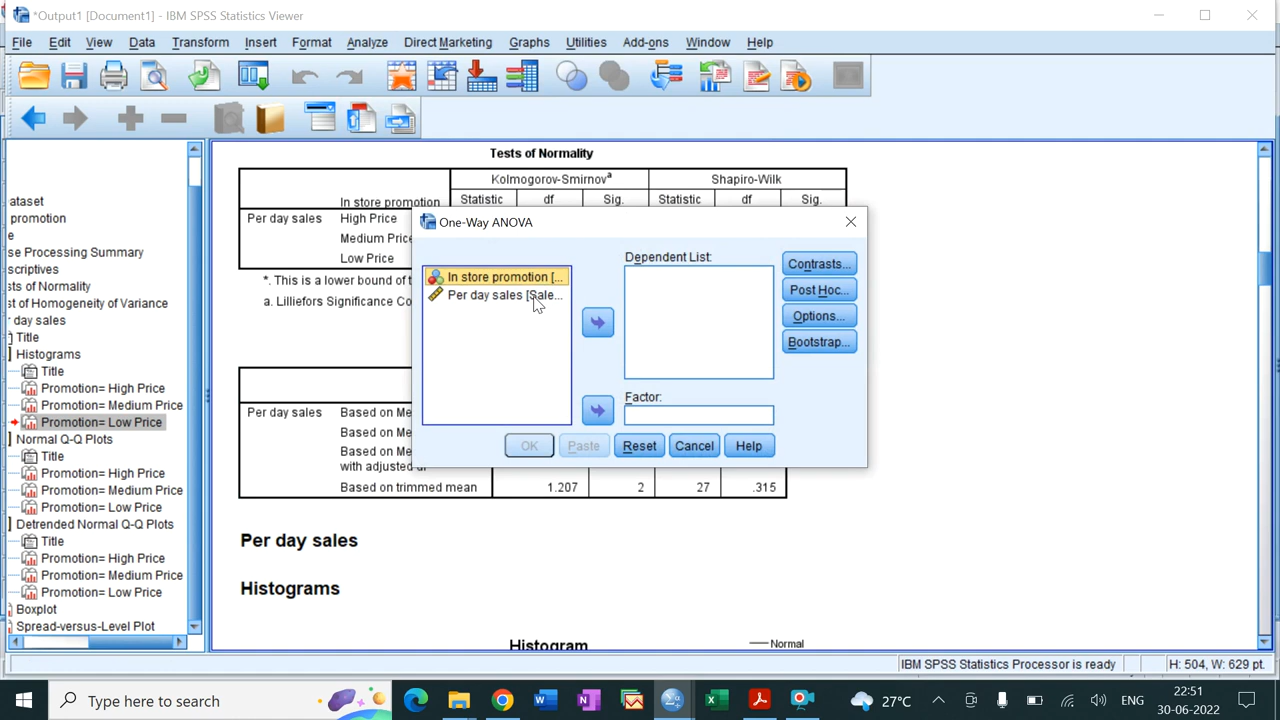 *Output1 [Document1] - IBM SPSS Statistics Viewer
File Edit View Data Transform Insert Format Analyze Direct Marketing Graphs Utilities Add-ons Window Help
ataset
promotion
e
se Processing Summary
scriptives
sts of Normality
st of Homogeneity of Variance
day sales
Title
Histograms
Title
Promotion= High Price
Promotion= Medium Price
Promotion= Low Price
Normal Q-Q Plots
Title
Promotion= High Price
Promotion= Medium Price
Promotion= Low Price
Detrended Normal Q-Q Plots
Title
Promotion= High Price
Promotion= Medium Price
Promotion= Low Price
Boxplot
Spread-versus-Level Plot
Tests of Normality
Kolmogorov-Smirnovᵃ Shapiro-Wilk
In store promotion Statistic df Sig. Statistic df Sig.
Per day sales High Price
Medium Price
Low Price
*. This is a lower bound of t
a. Lilliefors Significance Co
Per day sales Based on Me
Based on Me
Based on Me
with adjusted df
Based on trimmed mean 1.207 2 27 .315
Per day sales
Histograms
Histogram
Normal
One-Way ANOVA
In store promotion [...
Per day sales [Sale...
Dependent List:
Factor:
Contrasts...
Post Hoc...
Options...
Bootstrap...
OK Paste Reset Cancel Help
IBM SPSS Statistics Processor is ready H: 504, W: 629 pt.
Type here to search
27°C
ENG
22:51
30-06-2022